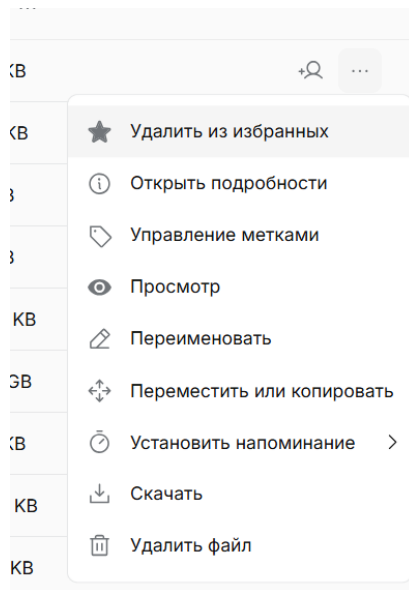 ...
KB
...
KB
Удалить из избранных
Открыть подробности
Управление метками
Просмотр
KB
Переименовать
GB
Переместить или копировать
KB
Установить напоминание
Скачать
KB
Удалить файл
KB